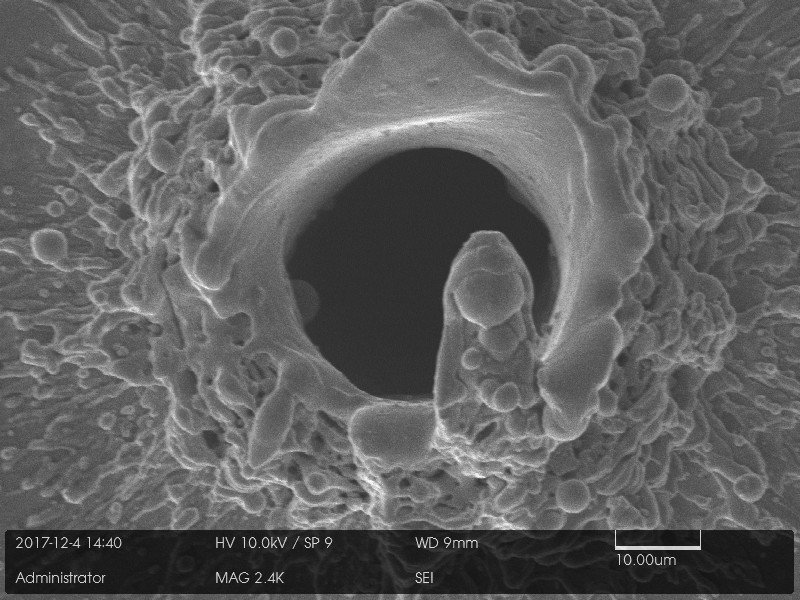 2017-12-4 14:40 HV 10.0kV / SP 9 WD 9mm
10.00um
Administrator MAG 2.4K SEI